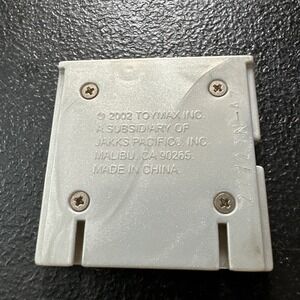 © 2002 TOYMAX INC.
A SUBSIDIARY OF
JAKKS PACIFIC®, INC.
MALIBU, CA 90265.
MADE IN CHINA.